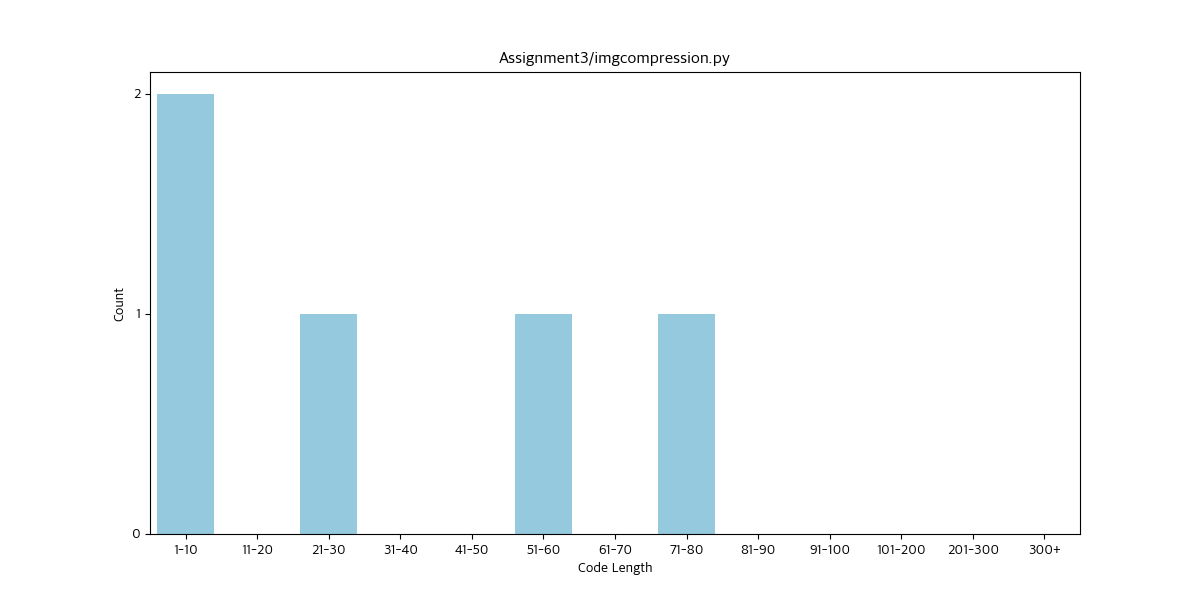 Assignment3/imgcompression.py
2
1
0
Count
1-10 11-20 21-30 31-40 41-50 51-60 61-70 71-80 81-90 91-100 101-200 201-300 300+
Code Length